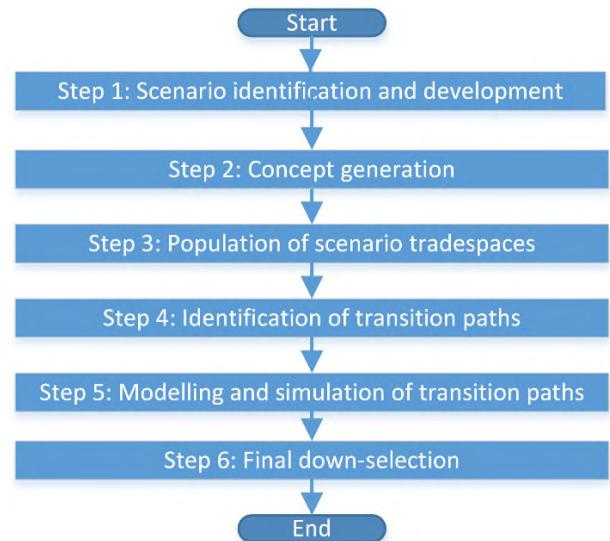 Start
Step 1: Scenario identification and development
Step 2: Concept generation
Step 3: Population of scenario tradespaces
Step 4: Identification of transition paths
Step 5: Modelling and simulation of transition paths
Step 6: Final down-selection
End